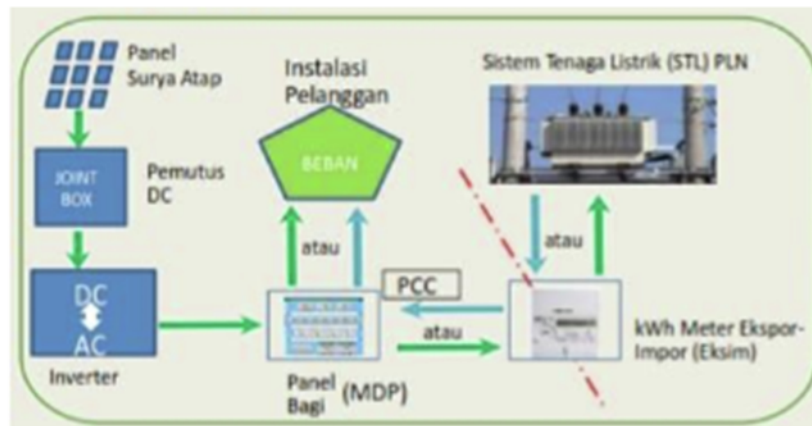 Panel
Surya Atap
Instalasi
Pelanggan
Sistem Tenaga Listrik (STL) PLN
BEBAN
JOINT
BOX
Pemutus
DC
atau
atau
DC
AC
Inverter
PCC
atau
Panel
Bagi (MDP)
kWh Meter Ekspor-
Impor (Eksim)